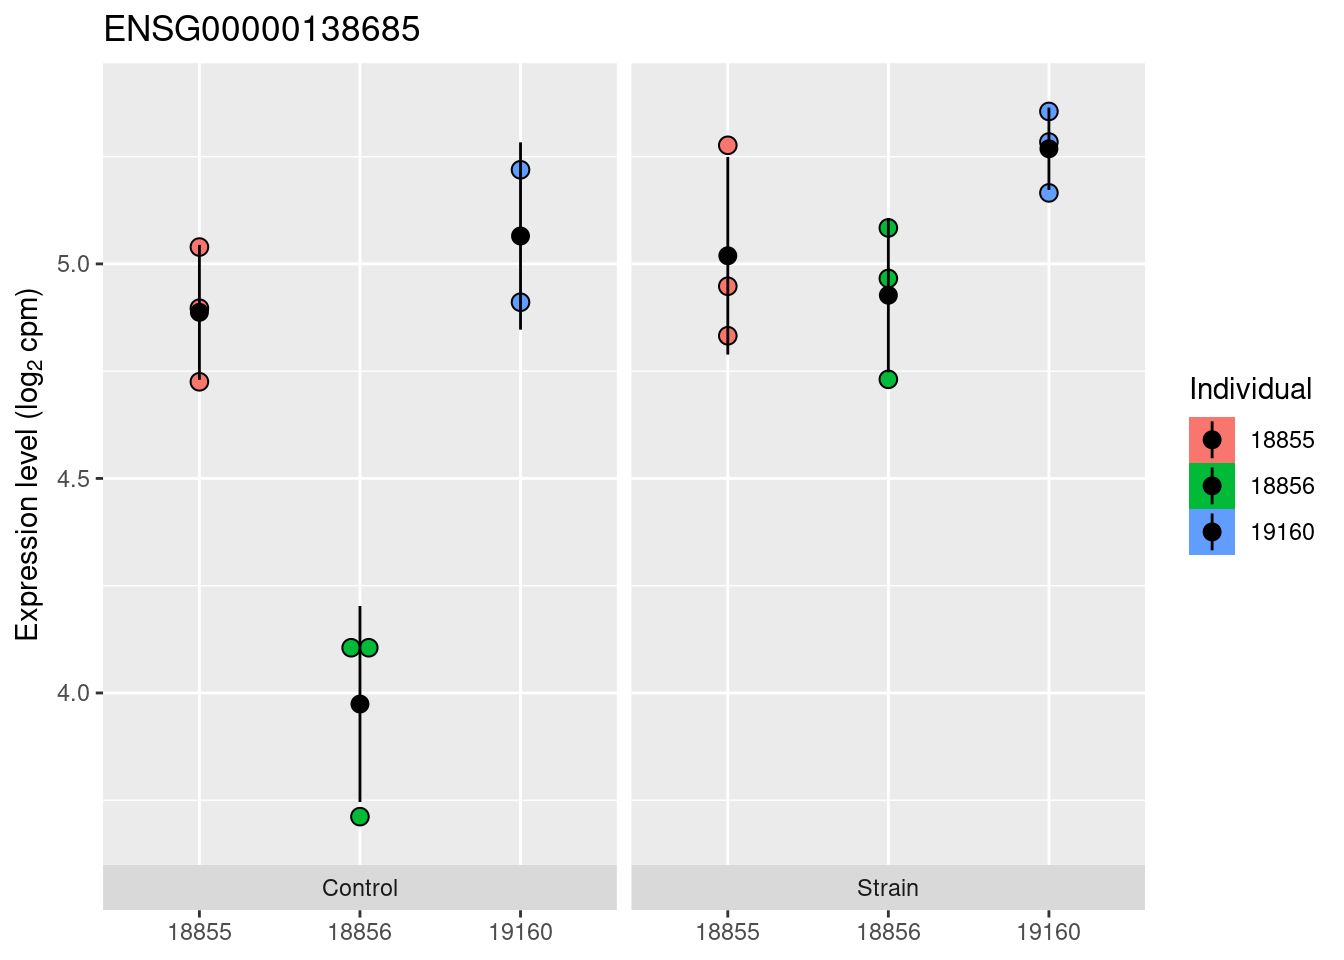 ENSG00000138685
Expression level (log₂ cpm)
5.0
4.5
4.0
Control
Strain
18855
18856
19160
18855
18856
19160
Individual
18855
18856
19160